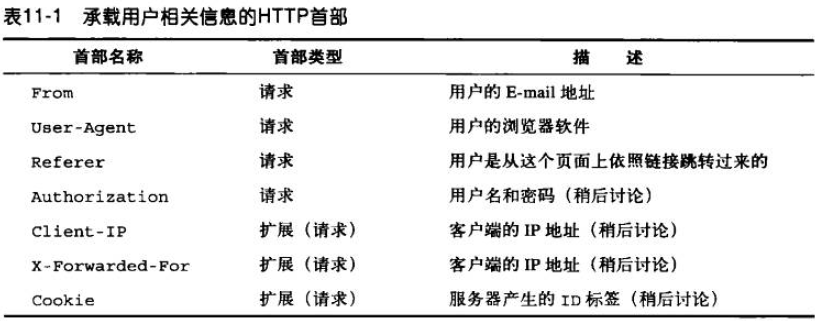 表11-1 承载用户相关信息的HTTP首部
首部名称 首部类型 描 述
From 请求 用户的 E-mail 地址
User-Agent 请求 用户的浏览器软件
Referer 请求 用户是从这个页面上依照链接跳转过来的
Authorization 请求 用户名和密码（稍后讨论）
Client-IP 扩展（请求） 客户端的 IP 地址（稍后讨论）
X-Forwarded-For 扩展（请求） 客户端的 IP 地址（稍后讨论）
Cookie 扩展（请求） 服务器产生的 ID 标签（稍后讨论）